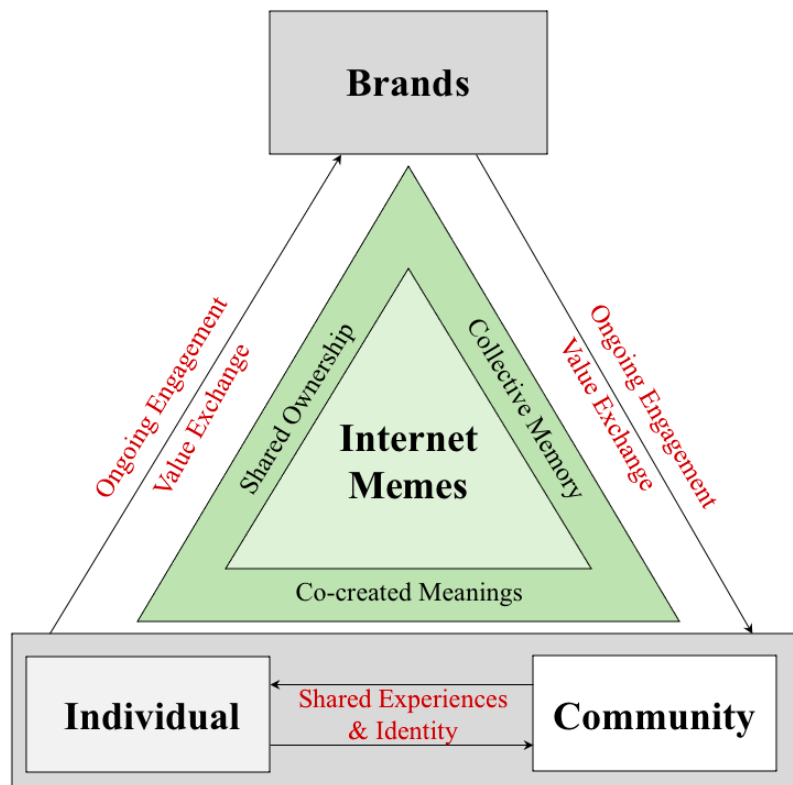 Brands
Ongoing Engagement
Value Exchange
Shared Ownership
Collective Memory
Ongoing Engagement
Value Exchange
Internet
Memes
Co-created Meanings
Individual
Shared Experiences
& Identity
Community